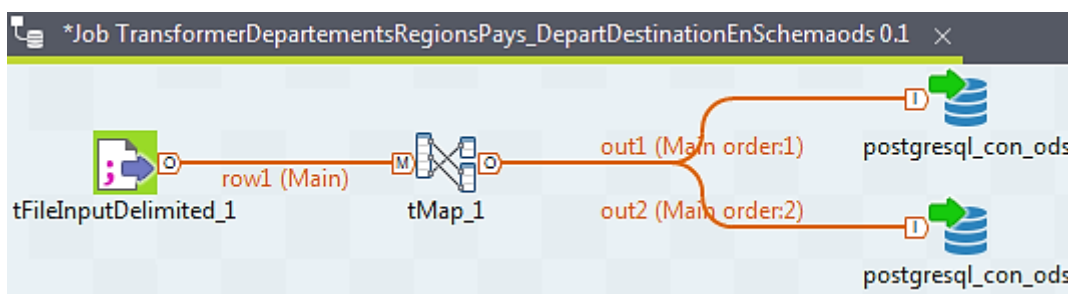 *Job TransformerDepartementsRegionsPays_DepartDestinationEnSchemaods 0.1
;
O
row1 (Main)
M
O
out1 (Main order:1)
I
postgresql_con_ods
tFileInputDelimited_1
tMap_1
out2 (Main order:2)
I
postgresql_con_ods